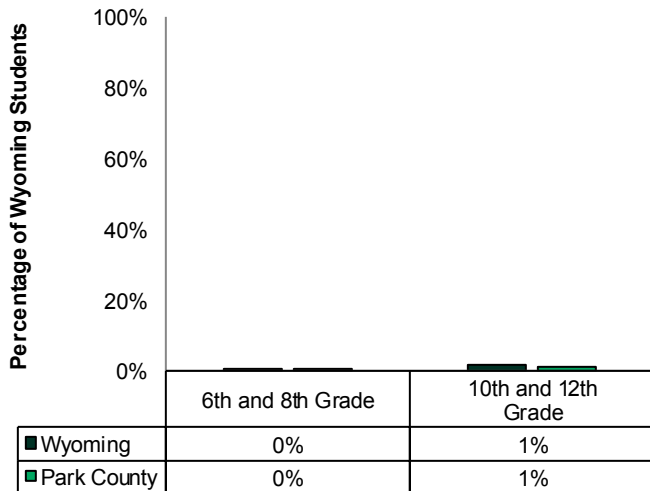 Percentage of Wyoming Students
100%
80%
60%
40%
20%
0%
6th and 8th Grade
10th and 12th
Grade
Wyoming 0% 1%
Park County 0% 1%